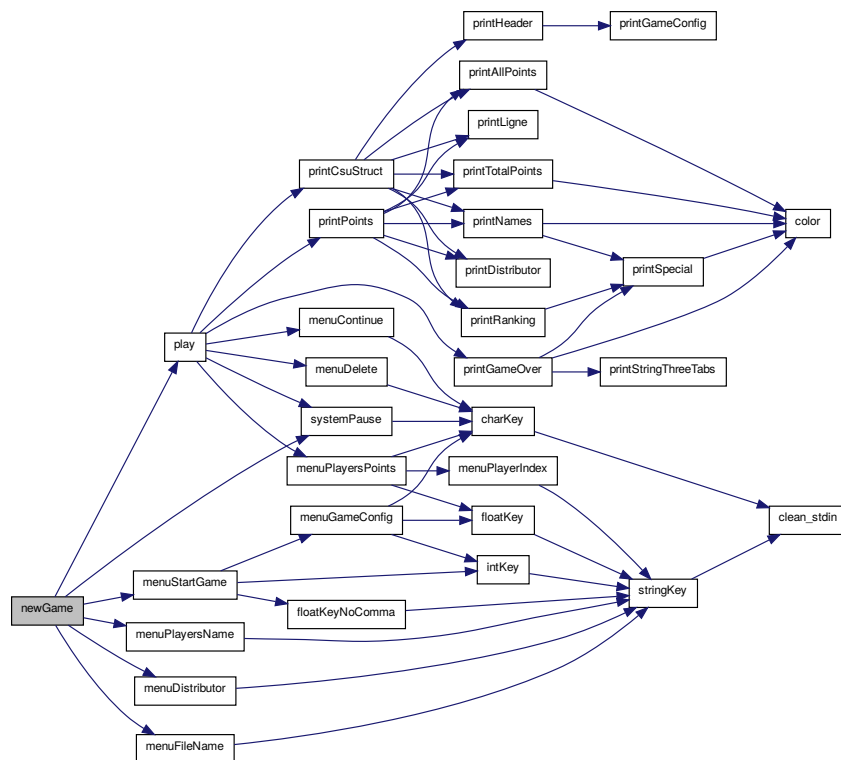 printHeader
printGameConfig
printAllPoints
printLigne
printCsuStruct
printTotalPoints
printPoints
printNames
color
printDistributor
printSpecial
menuContinue
printRanking
play
menuDelete
printGameOver
printStringThreeTabs
systemPause
charKey
menuPlayersPoints
menuPlayerIndex
menuGameConfig
floatKey
clean_stdin
intKey
menuStartGame
stringKey
newGame
floatKeyNoComma
menuPlayersName
menuDistributor
menuFileName